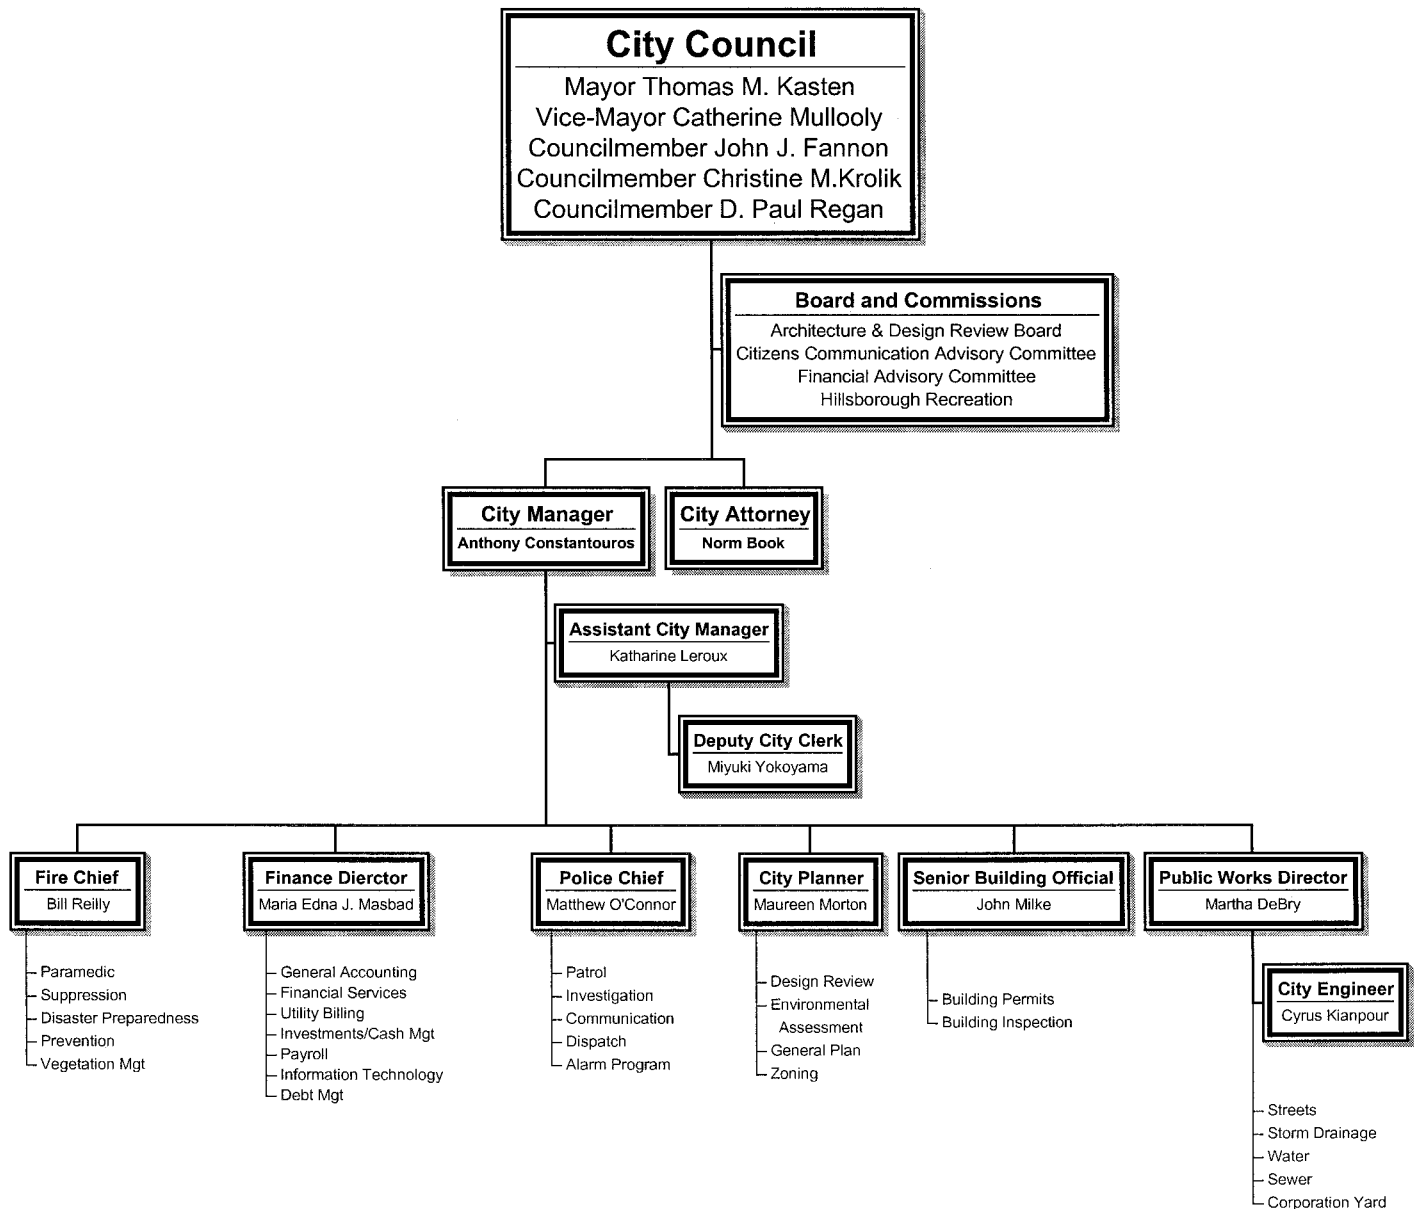 City Council
Mayor Thomas M. Kasten
Vice-Mayor Catherine Mullooly
Councilmember John J. Fannon
Councilmember Christine M.Krolik
Councilmember D. Paul Regan
Board and Commissions
Architecture & Design Review Board
Citizens Communication Advisory Committee
Financial Advisory Committee
Hillsborough Recreation
City Manager
Anthony Constantouros
City Attorney
Norm Book
Assistant City Manager
Katharine Leroux
Deputy City Clerk
Miyuki Yokoyama
Fire Chief
Bill Reilly
Paramedic
Suppression
Disaster Preparedness
Prevention
Vegetation Mgt
Finance Dierctor
Maria Edna J. Masbad
General Accounting
Financial Services
Utility Billing
Investments/Cash Mgt
Payroll
Information Technology
Debt Mgt
Police Chief
Matthew O'Connor
Patrol
Investigation
Communication
Dispatch
Alarm Program
City Planner
Maureen Morton
Design Review
Environmental
Assessment
General Plan
Zoning
Senior Building Official
John Milke
Building Permits
Building Inspection
Public Works Director
Martha DeBry
City Engineer
Cyrus Kianpour
Streets
Storm Drainage
Water
Sewer
Corporation Yard